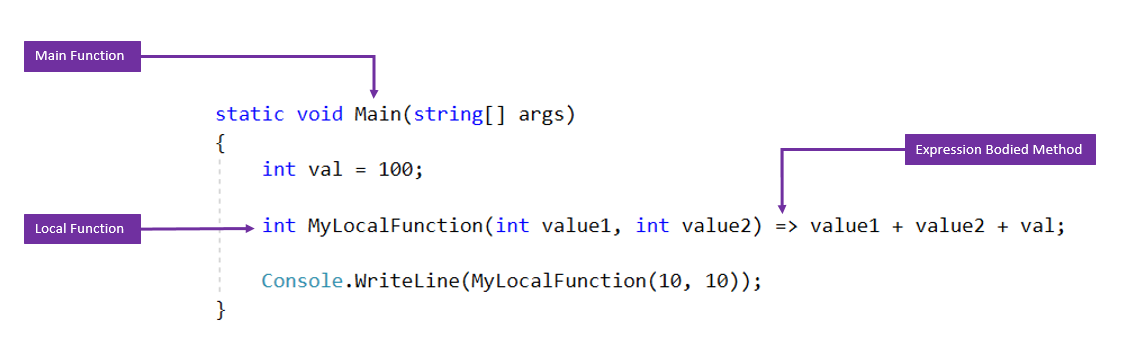 Main Function
static void Main(string[] args)
{
int val = 100;
Expression Bodied Method
Local Function
int MyLocalFunction(int value1, int value2) => value1 + value2 + val;
Console.WriteLine(MyLocalFunction(10, 10));
}